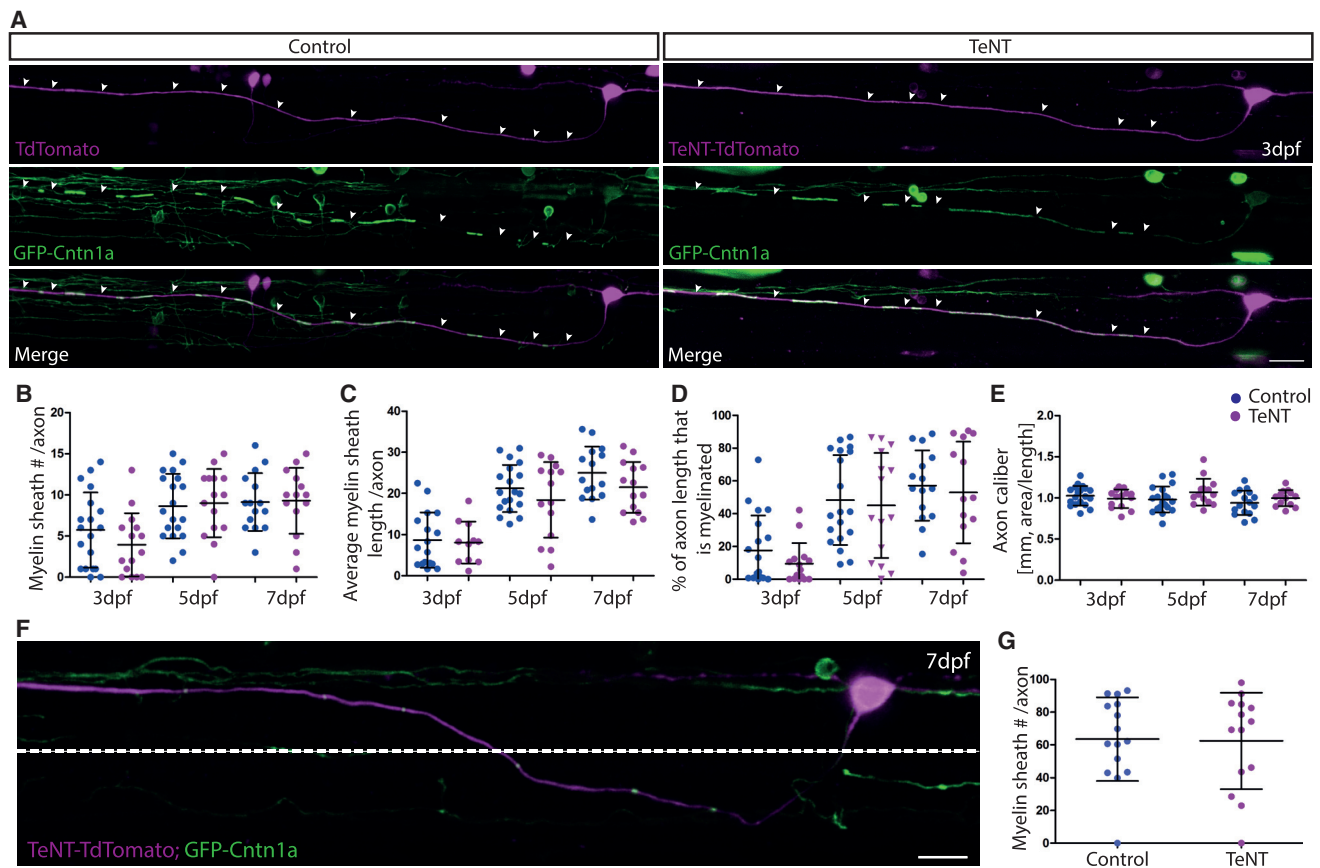 A
Control
TeNT
TdTomato
TeNT-TdTomato
3dpf
GFP-Cntn1a
GFP-Cntn1a
Merge
Merge
B
Myelin sheath # /axon
20
15
10
5
0
3dpf
5dpf
7dpf
C
Average myelin sheath
length /axon
40
30
20
10
0
3dpf
5dpf
7dpf
D
% of axon length that
is myelinated
100
80
60
40
20
0
3dpf
5dpf
7dpf
E
Control
TeNT
Axon caliber
[mm, area/length]
2.0
1.5
1.0
0.5
0.0
3dpf
5dpf
7dpf
F
7dpf
TeNT-TdTomato; GFP-Cntn1a
G
Myelin sheath # /axon
100
80
60
40
20
0
Control
TeNT